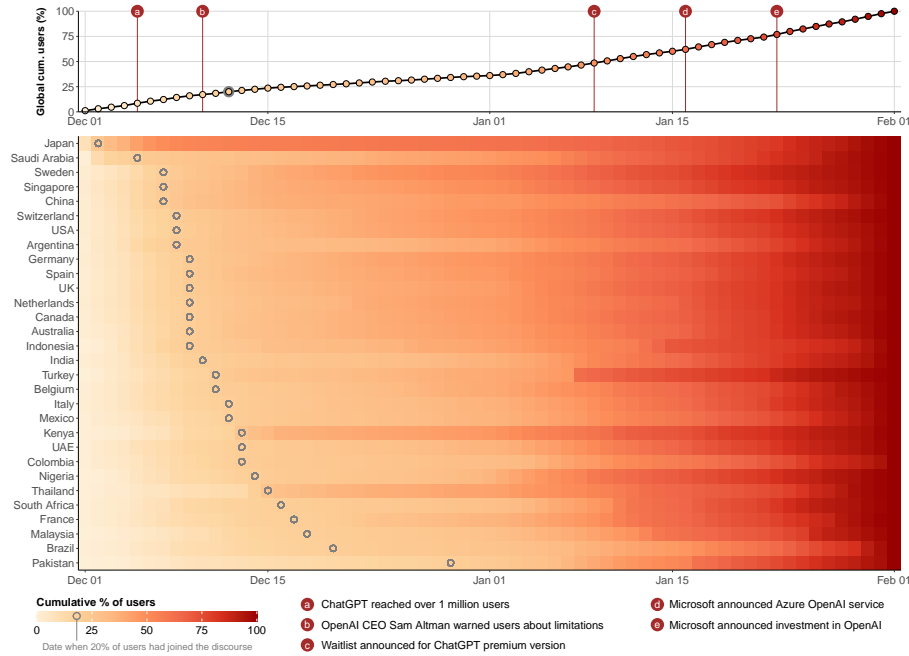 Global cum. users (%)
100
75
50
25
0
a
b
c
d
e
Dec 01
Dec 15
Jan 01
Jan 15
Feb 01
Japan
Saudi Arabia
Sweden
Singapore
China
Switzerland
USA
Argentina
Germany
Spain
UK
Netherlands
Canada
Australia
Indonesia
India
Turkey
Belgium
Italy
Mexico
Kenya
UAE
Colombia
Nigeria
Thailand
South Africa
France
Malaysia
Brazil
Pakistan
Dec 01
Dec 15
Jan 01
Jan 15
Feb 01
Cumulative % of users
0
25
50
75
100
Date when 20% of users had joined the discourse
a ChatGPT reached over 1 million users
b OpenAI CEO Sam Altman warned users about limitations
c Waitlist announced for ChatGPT premium version
d Microsoft announced Azure OpenAI service
e Microsoft announced investment in OpenAI